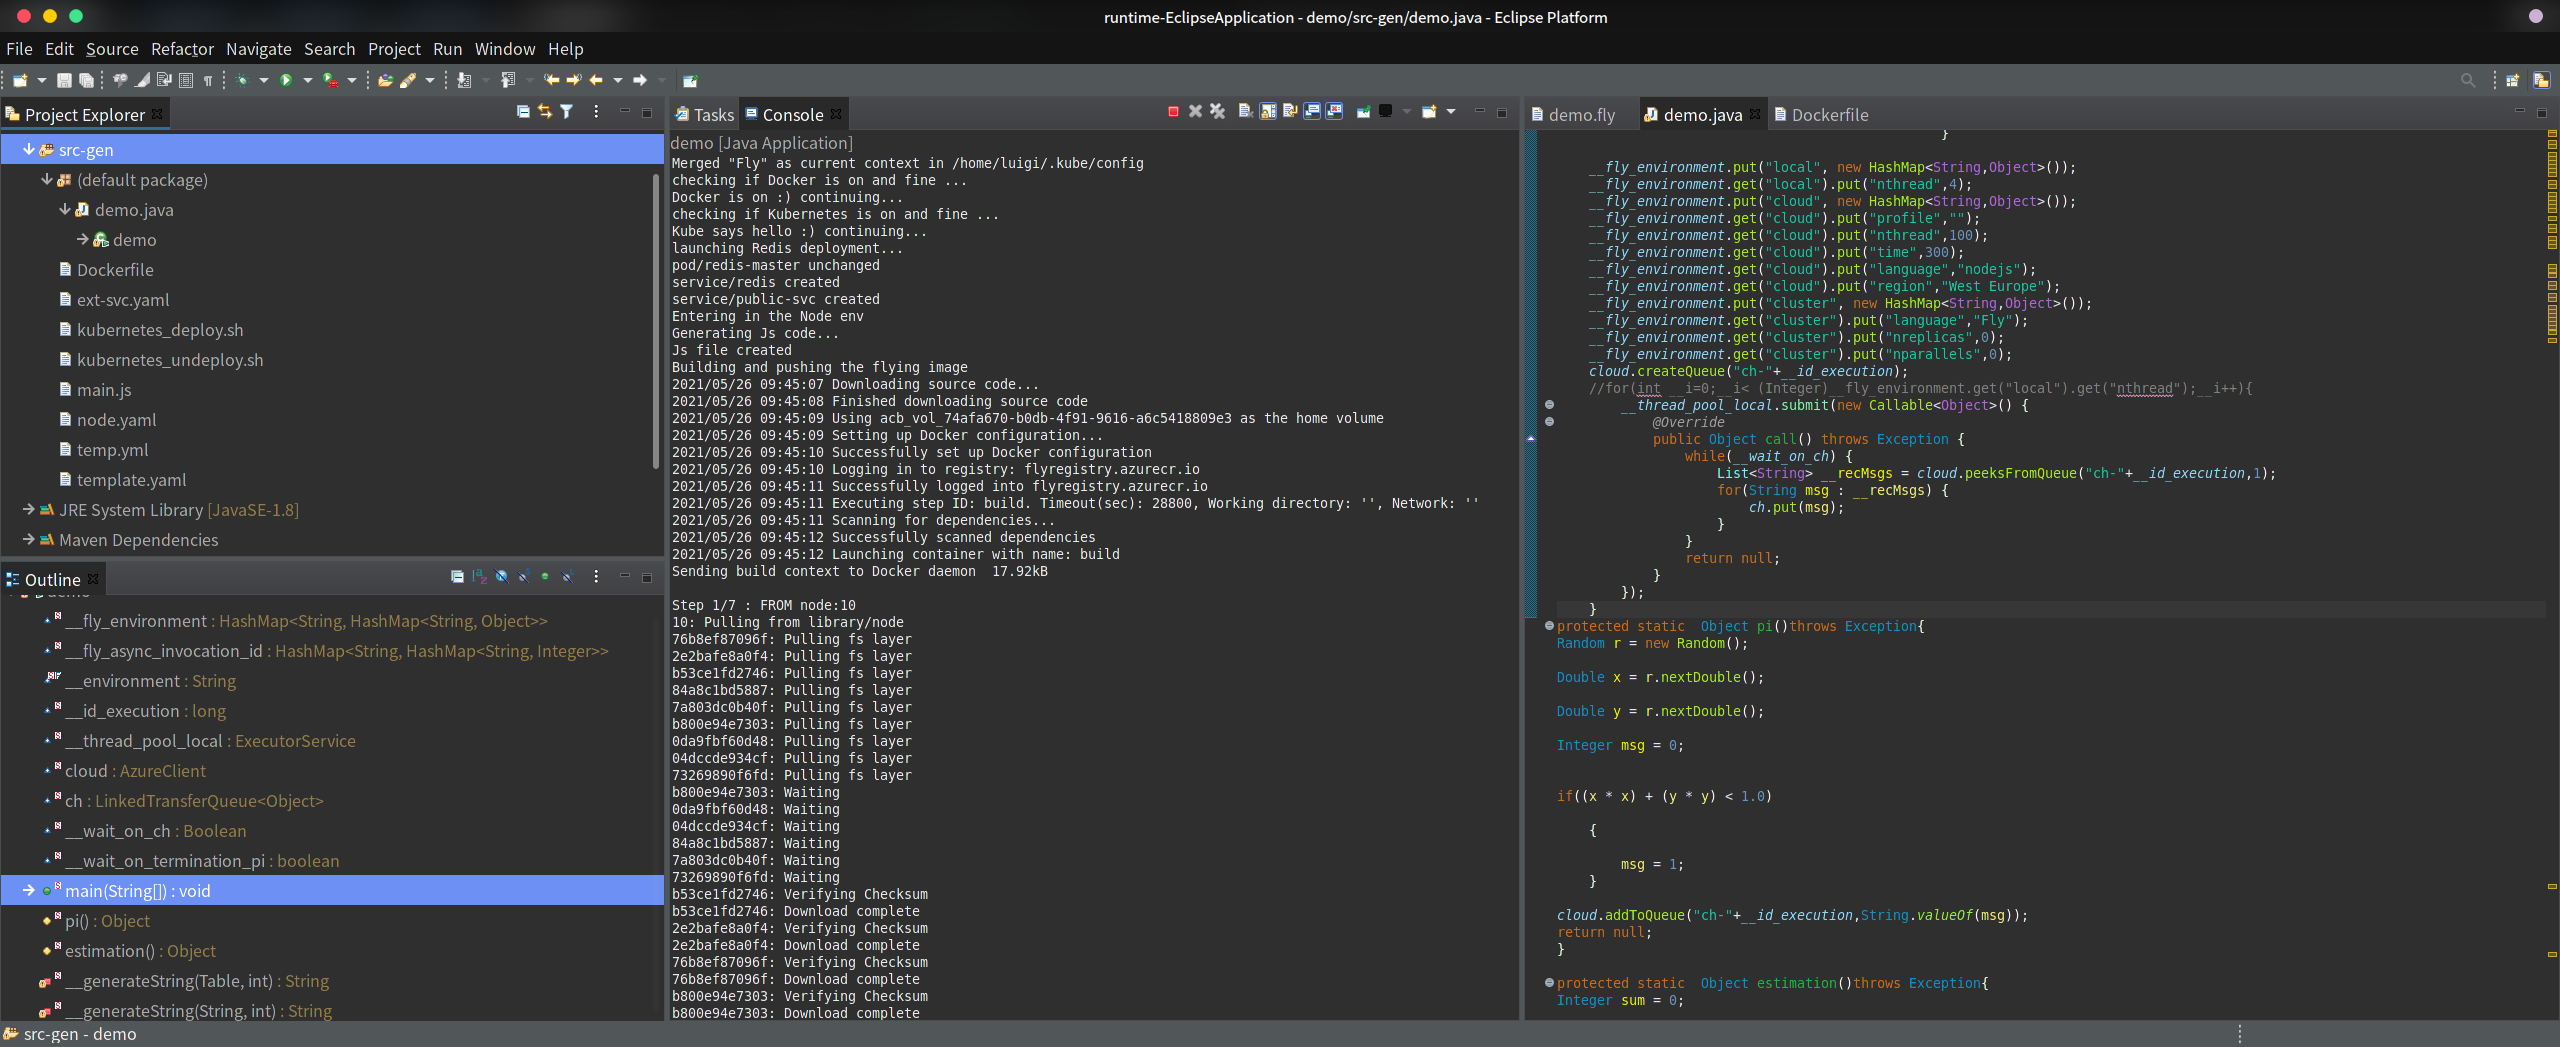 runtime-EclipseApplication - demo/src-gen/demo.java - Eclipse Platform
File Edit Source Refactor Navigate Search Project Run Window Help
Project Explorer
src-gen
(default package)
demo.java
demo
Dockerfile
ext-svc.yaml
kubernetes_deploy.sh
kubernetes_undeploy.sh
main.js
node.yaml
temp.yml
template.yaml
JRE System Library [JavaSE-1.8]
Maven Dependencies
Outline
demo
__fly_environment : HashMap<String, HashMap<String, Object>>
__fly_async_invocation_id : HashMap<String, HashMap<String, Integer>>
__environment : String
__id_execution : long
__thread_pool_local : ExecutorService
cloud : AzureClient
ch : LinkedTransferQueue<Object>
__wait_on_ch : Boolean
__wait_on_termination_pi : boolean
main(String[]) : void
pi() : Object
estimation() : Object
__generateString(Table, int) : String
__generateString(String, int) : String
Tasks Console
demo [Java Application]
Merged "Fly" as current context in /home/luigi/.kube/config
checking if Docker is on and fine ...
Docker is on :) continuing...
checking if Kubernetes is on and fine ...
Kube says hello :) continuing...
launching Redis deployment...
pod/redis-master unchanged
service/redis created
service/public-svc created
Entering in the Node env
Generating Js code...
Js file created
Building and pushing the flying image
2021/05/26 09:45:07 Downloading source code...
2021/05/26 09:45:08 Finished downloading source code
2021/05/26 09:45:09 Using acb_vol_74afa670-b0db-4f91-9616-a6c5418809e3 as the home volume
2021/05/26 09:45:09 Setting up Docker configuration...
2021/05/26 09:45:10 Successfully set up Docker configuration
2021/05/26 09:45:10 Logging in to registry: flyregistry.azurecr.io
2021/05/26 09:45:11 Successfully logged into flyregistry.azurecr.io
2021/05/26 09:45:11 Executing step ID: build. Timeout(sec): 28800, Working directory: '', Network: ''
2021/05/26 09:45:11 Scanning for dependencies...
2021/05/26 09:45:12 Successfully scanned dependencies
2021/05/26 09:45:12 Launching container with name: build
Sending build context to Docker daemon  17.92kB
Step 1/7 : FROM node:10
10: Pulling from library/node
76b8ef87096f: Pulling fs layer
2e2bafe8a0f4: Pulling fs layer
b53ce1fd2746: Pulling fs layer
84a8c1bd5887: Pulling fs layer
7a803dc0b40f: Pulling fs layer
b800e94e7303: Pulling fs layer
0da9fbf60d48: Pulling fs layer
04dccde934cf: Pulling fs layer
73269890f6fd: Pulling fs layer
b800e94e7303: Waiting
0da9fbf60d48: Waiting
04dccde934cf: Waiting
84a8c1bd5887: Waiting
7a803dc0b40f: Waiting
73269890f6fd: Waiting
b53ce1fd2746: Verifying Checksum
b53ce1fd2746: Download complete
2e2bafe8a0f4: Verifying Checksum
2e2bafe8a0f4: Download complete
76b8ef87096f: Verifying Checksum
76b8ef87096f: Download complete
b800e94e7303: Verifying Checksum
b800e94e7303: Download complete
demo.fly demo.java Dockerfile
}
__fly_environment.put("local", new HashMap<String,Object>());
__fly_environment.get("local").put("nthread",4);
__fly_environment.put("cloud", new HashMap<String,Object>());
__fly_environment.get("cloud").put("profile","");
__fly_environment.get("cloud").put("nthread",100);
__fly_environment.get("cloud").put("time",300);
__fly_environment.get("cloud").put("language","nodejs");
__fly_environment.get("cloud").put("region","West Europe");
__fly_environment.put("cluster", new HashMap<String,Object>());
__fly_environment.get("cluster").put("language","Fly");
__fly_environment.get("cluster").put("nreplicas",0);
__fly_environment.get("cluster").put("nparallels",0);
cloud.createQueue("ch-"+__id_execution);
//for(int __i=0;__i< (Integer)__fly_environment.get("local").get("nthread");__i++){
__thread_pool_local.submit(new Callable<Object>() {
@Override
public Object call() throws Exception {
while(__wait_on_ch) {
List<String> __recMsgs = cloud.peeksFromQueue("ch-"+__id_execution,1);
for(String msg : __recMsgs) {
ch.put(msg);
}
}
return null;
}
});
}
protected static  Object pi()throws Exception{
Random r = new Random();
Double x = r.nextDouble();
Double y = r.nextDouble();
Integer msg = 0;
if((x * x) + (y * y) < 1.0)
{
msg = 1;
}
cloud.addToQueue("ch-"+__id_execution,String.valueOf(msg));
return null;
}
protected static  Object estimation()throws Exception{
Integer sum = 0;
src-gen - demo